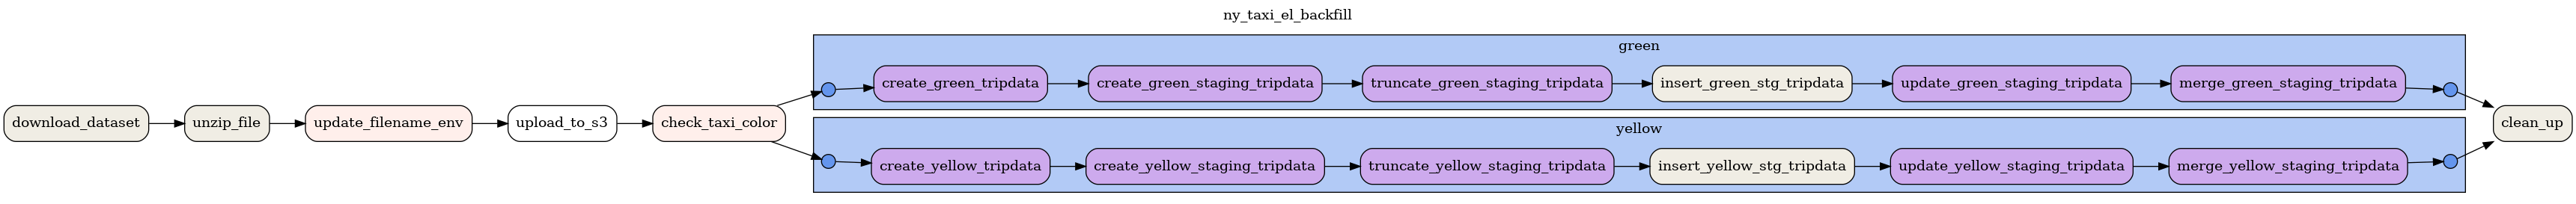 ny_taxi_el_backfill
download_dataset
unzip_file
update_filename_env
upload_to_s3
check_taxi_color
green
create_green_tripdata
create_green_staging_tripdata
truncate_green_staging_tripdata
insert_green_stg_tripdata
update_green_staging_tripdata
merge_green_staging_tripdata
yellow
create_yellow_tripdata
create_yellow_staging_tripdata
truncate_yellow_staging_tripdata
insert_yellow_stg_tripdata
update_yellow_staging_tripdata
merge_yellow_staging_tripdata
clean_up